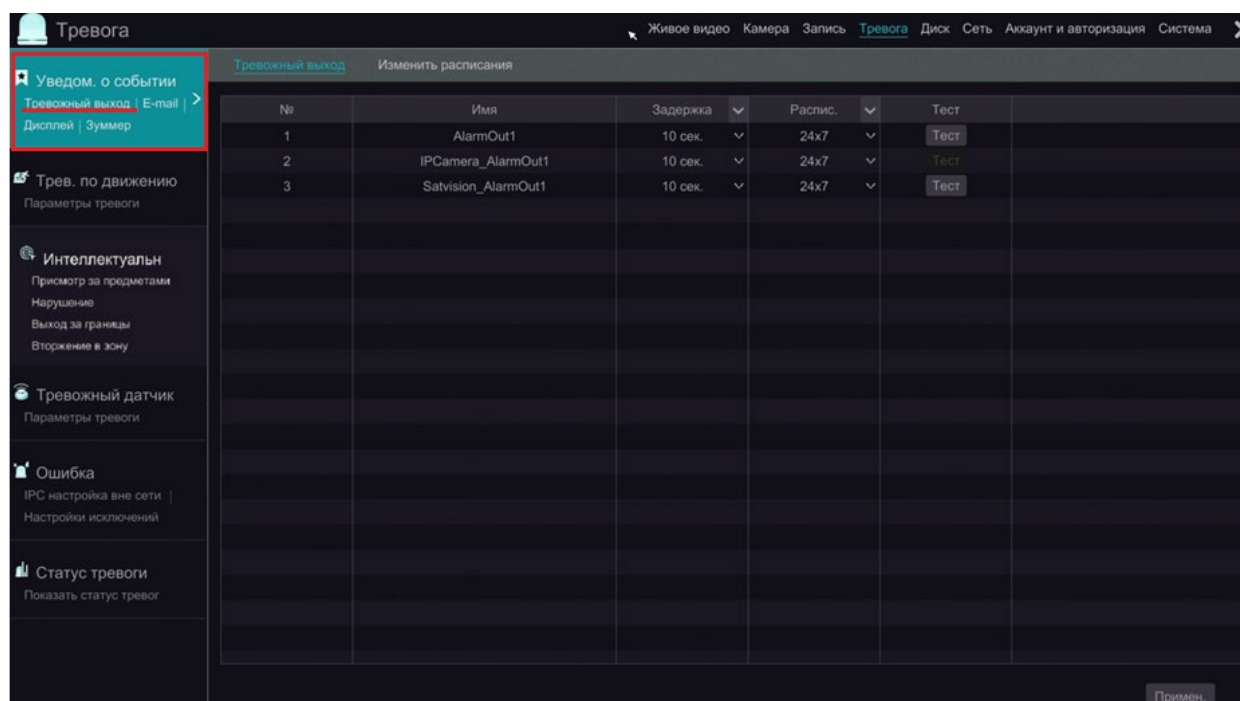 Тревога
Живое видео Камера Запись Тревога Диск Сеть Аккаунт и авторизация Система
Уведом. о событии
Тревожный выход | E-mail |
Дисплей | Зуммер
Трев. по движению
Параметры тревоги
Интеллектуальн
Присмотр за предметами
Нарушение
Выход за границы
Вторжение в зону
Тревожный датчик
Параметры тревоги
Ошибка
IPC настройка вне сети |
Настройки исключений
Статус тревоги
Показать статус тревог
Тревожный выход Изменить расписания
№ Имя Задержка Распис. Тест
1 AlarmOut1 10 сек. 24x7 Тест
2 IPCamera_AlarmOut1 10 сек. 24x7 Тест
3 Satvision_AlarmOut1 10 сек. 24x7 Тест
Примен.